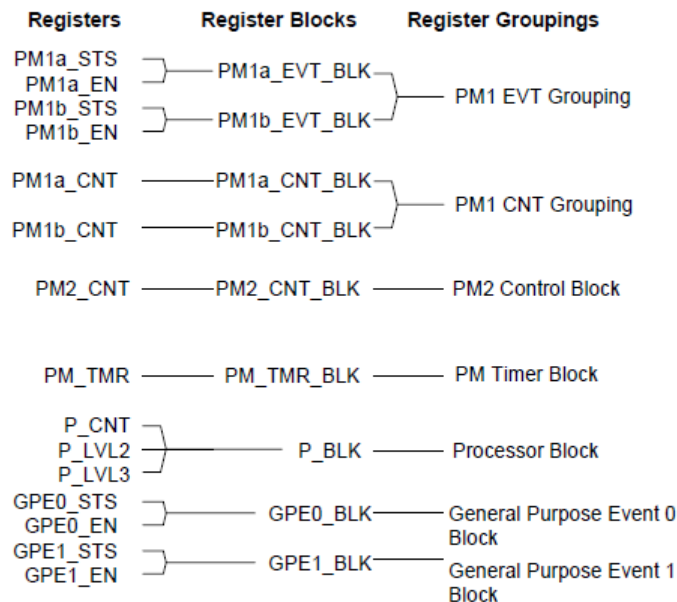 Registers Register Blocks Register Groupings
PM1a_STS
PM1a_EN
PM1a_EVT_BLK
PM1b_STS
PM1b_EN
PM1b_EVT_BLK
PM1 EVT Grouping
PM1a_CNT PM1a_CNT_BLK
PM1 CNT Grouping
PM1b_CNT PM1b_CNT_BLK
PM2_CNT PM2_CNT_BLK PM2 Control Block
PM_TMR PM_TMR_BLK PM Timer Block
P_CNT
P_LVL2 P_BLK Processor Block
P_LVL3
GPE0_STS
GPE0_EN
GPE0_BLK General Purpose Event 0
Block
GPE1_STS
GPE1_EN
GPE1_BLK General Purpose Event 1
Block